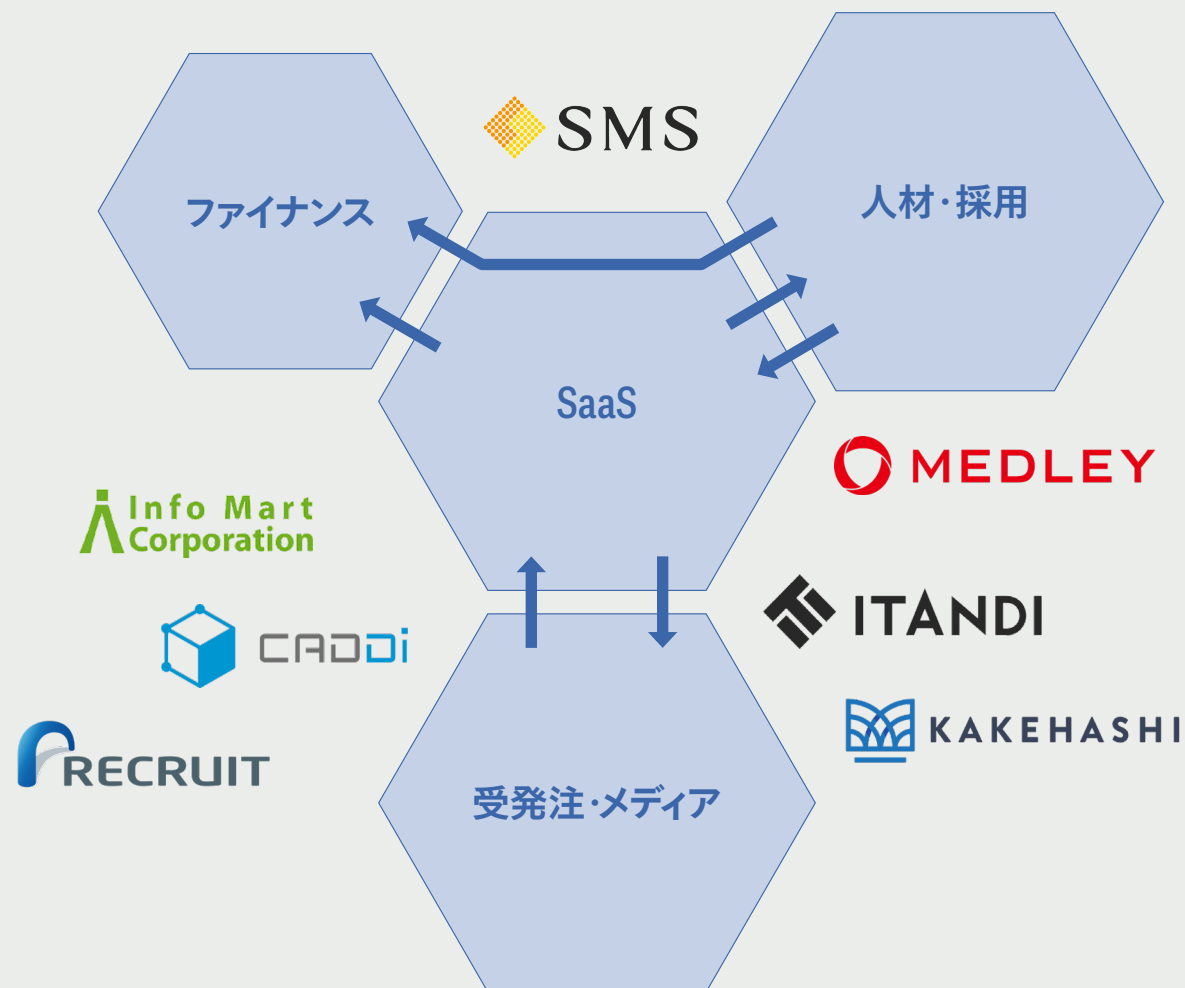 SMS
ファイナンス
人材・採用
SaaS
MEDLEY
Info Mart
Corporation
ITANDI
CADDi
KAKEHASHI
RECRUIT
受発注・メディア